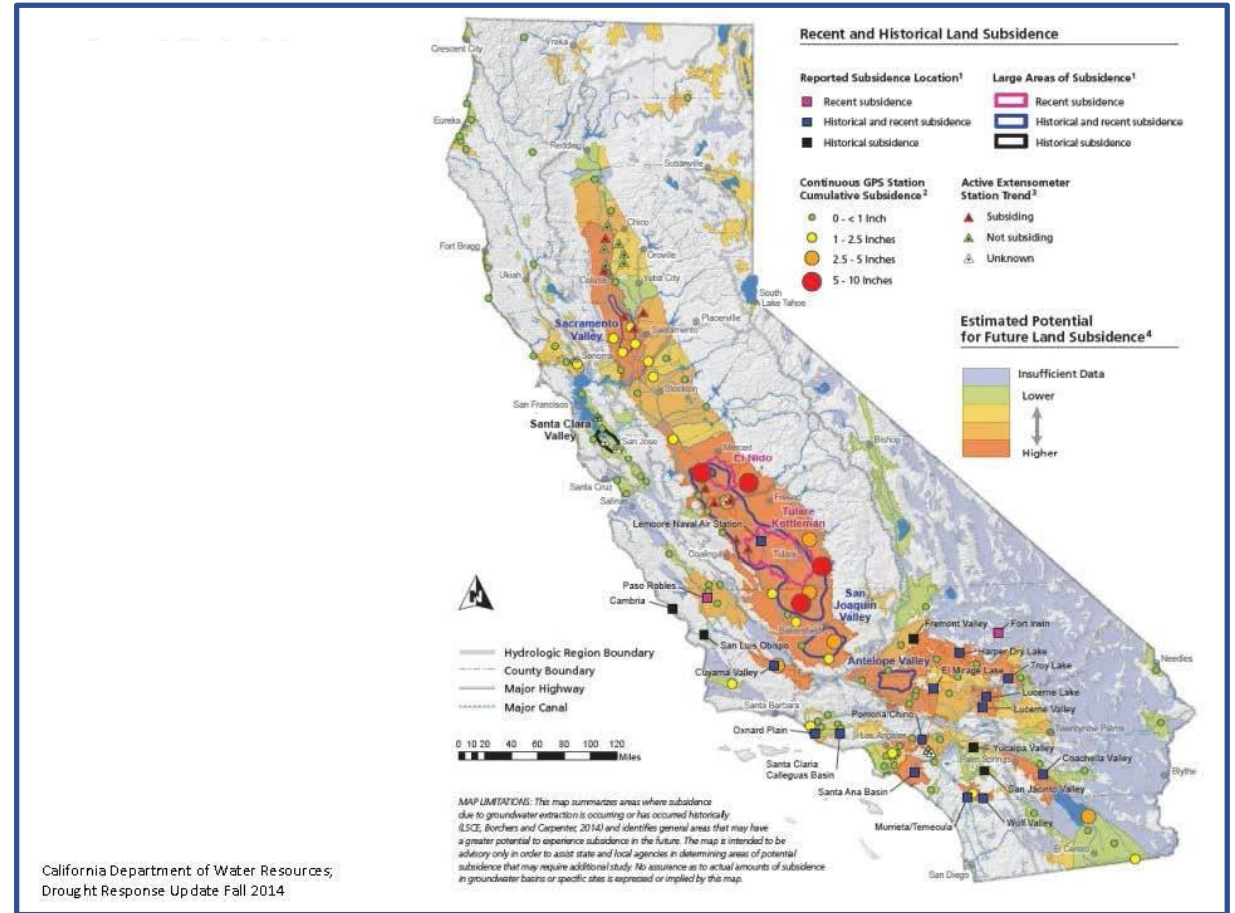 Recent and Historical Land Subsidence
Reported Subsidence Location¹
Recent subsidence
Historical and recent subsidence
Historical subsidence
Large Areas of Subsidence¹
Recent subsidence
Historical and recent subsidence
Historical subsidence
Continuous GPS Station
Cumulative Subsidence²
0 - < 1 Inch
1 - 2.5 Inches
2.5 - 5 Inches
5 - 10 Inches
Active Extensometer
Station Trend³
Subsiding
Not subsiding
Unknown
Estimated Potential
for Future Land Subsidence⁴
Insufficient Data
Lower
Higher
Crescent City
Yreka
Eureka
Redding
Susanville
Chico
Fort Bragg
Oroville
Ukiah
Colusa
Yuba City
South
Lake Tahoe
Placerville
Sacramento
Valley
Sacramento
Sonoma
Stockton
San Francisco
Santa Clara
Valley
San Jose
Bishop
Merced
El Nido
Santa Cruz
Salinas
Fresno
Tulare
Kettleman
Lemoore Naval Air Station
Coalinga
Tulare
Paso Robles
Cambria
San
Joaquin
Valley
Bakersfield
Fremont Valley
Fort Irwin
San Luis Obispo
Harper Dry Lake
Needles
Antelope Valley
Troy Lake
Cuyama Valley
El Mirage Lake
Lucerne Lake
Lucerne Valley
Santa Barbara
Pomona/Chino
Twentynine Palms
Oxnard Plain
Los Angeles
Yucaipa Valley
Palm Springs
Coachella Valley
Santa Claria
Calleguas Basin
Blythe
Santa Ana Basin
San Jacinto Valley
Murrieta/Temecula
Wolf Valley
El Centro
San Diego
N
Hydrologic Region Boundary
County Boundary
Major Highway
Major Canal
0 10 20 40 60 80 100 120
Miles
MAP LIMITATIONS: This map summarizes areas where subsidence
due to groundwater extraction is occurring or has occurred historically
(LSCE, Borchers and Carpenter, 2014) and identifies general areas that may have
a greater potential to experience subsidence in the future. The map is intended to be
advisory only in order to assist state and local agencies in determining areas of potential
subsidence that may require additional study. No assurance as to actual amounts of subsidence
in groundwater basins or specific sites is expressed or implied by this map.
California Department of Water Resources;
Drought Response Update Fall 2014